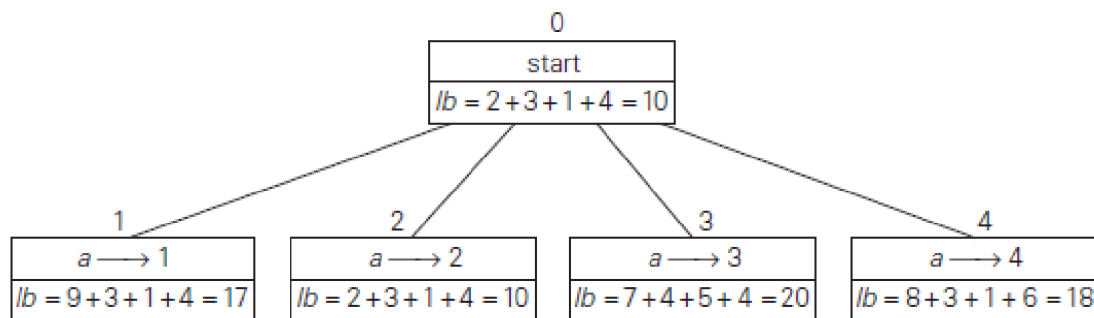 0
start
lb = 2 + 3 + 1 + 4 = 10
1
2
3
4
a ⟶ 1
a ⟶ 2
a ⟶ 3
a ⟶ 4
lb = 9 + 3 + 1 + 4 = 17
lb = 2 + 3 + 1 + 4 = 10
lb = 7 + 4 + 5 + 4 = 20
lb = 8 + 3 + 1 + 6 = 18